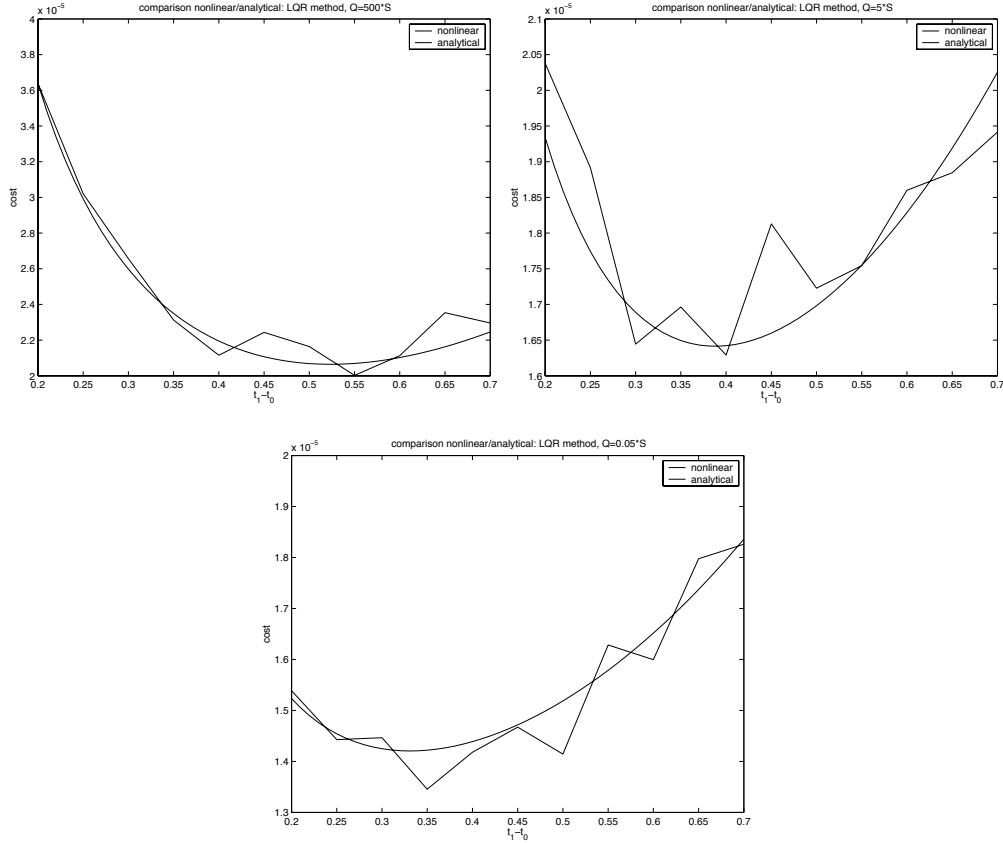 comparison nonlinear/analytical: LQR method, Q=500*S
x 10⁻⁵
4
3.8
3.6
3.4
3.2
3
2.8
2.6
2.4
2.2
2
cost
nonlinear
analytical
0.2 0.25 0.3 0.35 0.4 0.45 0.5 0.55 0.6 0.65 0.7
t₁−t₀
comparison nonlinear/analytical: LQR method, Q=5*S
x 10⁻⁵
2.1
2.05
2
1.95
1.9
1.85
1.8
1.75
1.7
1.65
1.6
cost
nonlinear
analytical
0.2 0.25 0.3 0.35 0.4 0.45 0.5 0.55 0.6 0.65 0.7
t₁−t₀
comparison nonlinear/analytical: LQR method, Q=0.05*S
x 10⁻⁵
2
1.9
1.8
1.7
1.6
1.5
1.4
1.3
cost
nonlinear
analytical
0.2 0.25 0.3 0.35 0.4 0.45 0.5 0.55 0.6 0.65 0.7
t₁−t₀